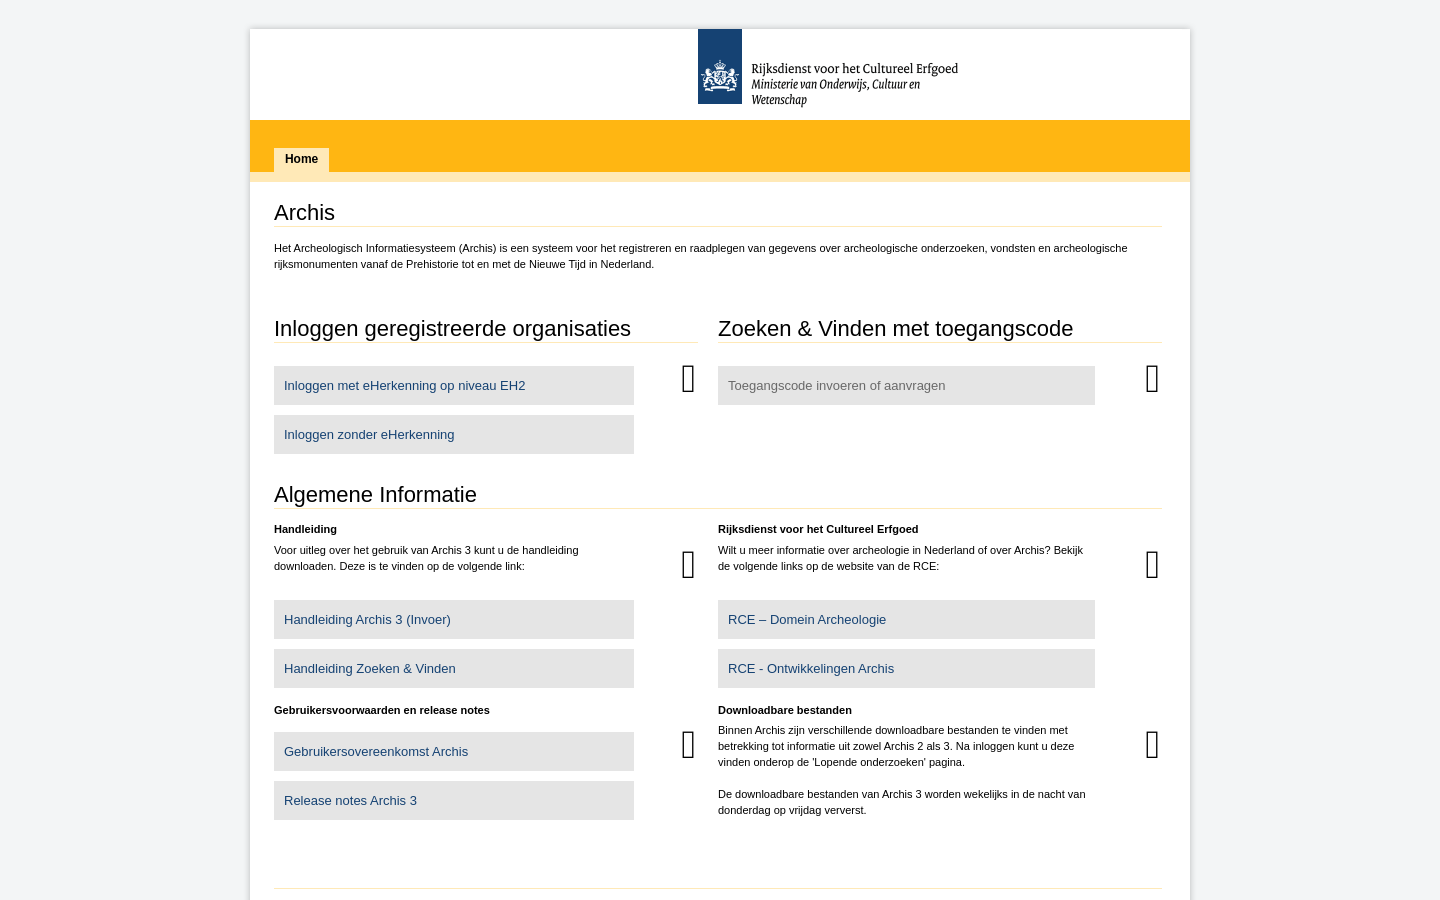 Rijksdienst voor het Cultureel Erfgoed
Ministerie van Onderwijs, Cultuur en
Wetenschap
Home
Archis
Het Archeologisch Informatiesysteem (Archis) is een systeem voor het registreren en raadplegen van gegevens over archeologische onderzoeken, vondsten en archeologische
rijksmonumenten vanaf de Prehistorie tot en met de Nieuwe Tijd in Nederland.
Inloggen geregistreerde organisaties
Inloggen met eHerkenning op niveau EH2
Inloggen zonder eHerkenning
Zoeken & Vinden met toegangscode
Toegangscode invoeren of aanvragen
Algemene Informatie
Handleiding
Voor uitleg over het gebruik van Archis 3 kunt u de handleiding
downloaden. Deze is te vinden op de volgende link:
Handleiding Archis 3 (Invoer)
Handleiding Zoeken & Vinden
Rijksdienst voor het Cultureel Erfgoed
Wilt u meer informatie over archeologie in Nederland of over Archis? Bekijk
de volgende links op de website van de RCE:
RCE – Domein Archeologie
RCE - Ontwikkelingen Archis
Gebruikersvoorwaarden en release notes
Gebruikersovereenkomst Archis
Release notes Archis 3
Downloadbare bestanden
Binnen Archis zijn verschillende downloadbare bestanden te vinden met
betrekking tot informatie uit zowel Archis 2 als 3. Na inloggen kunt u deze
vinden onderop de 'Lopende onderzoeken' pagina.
De downloadbare bestanden van Archis 3 worden wekelijks in de nacht van
donderdag op vrijdag ververst.